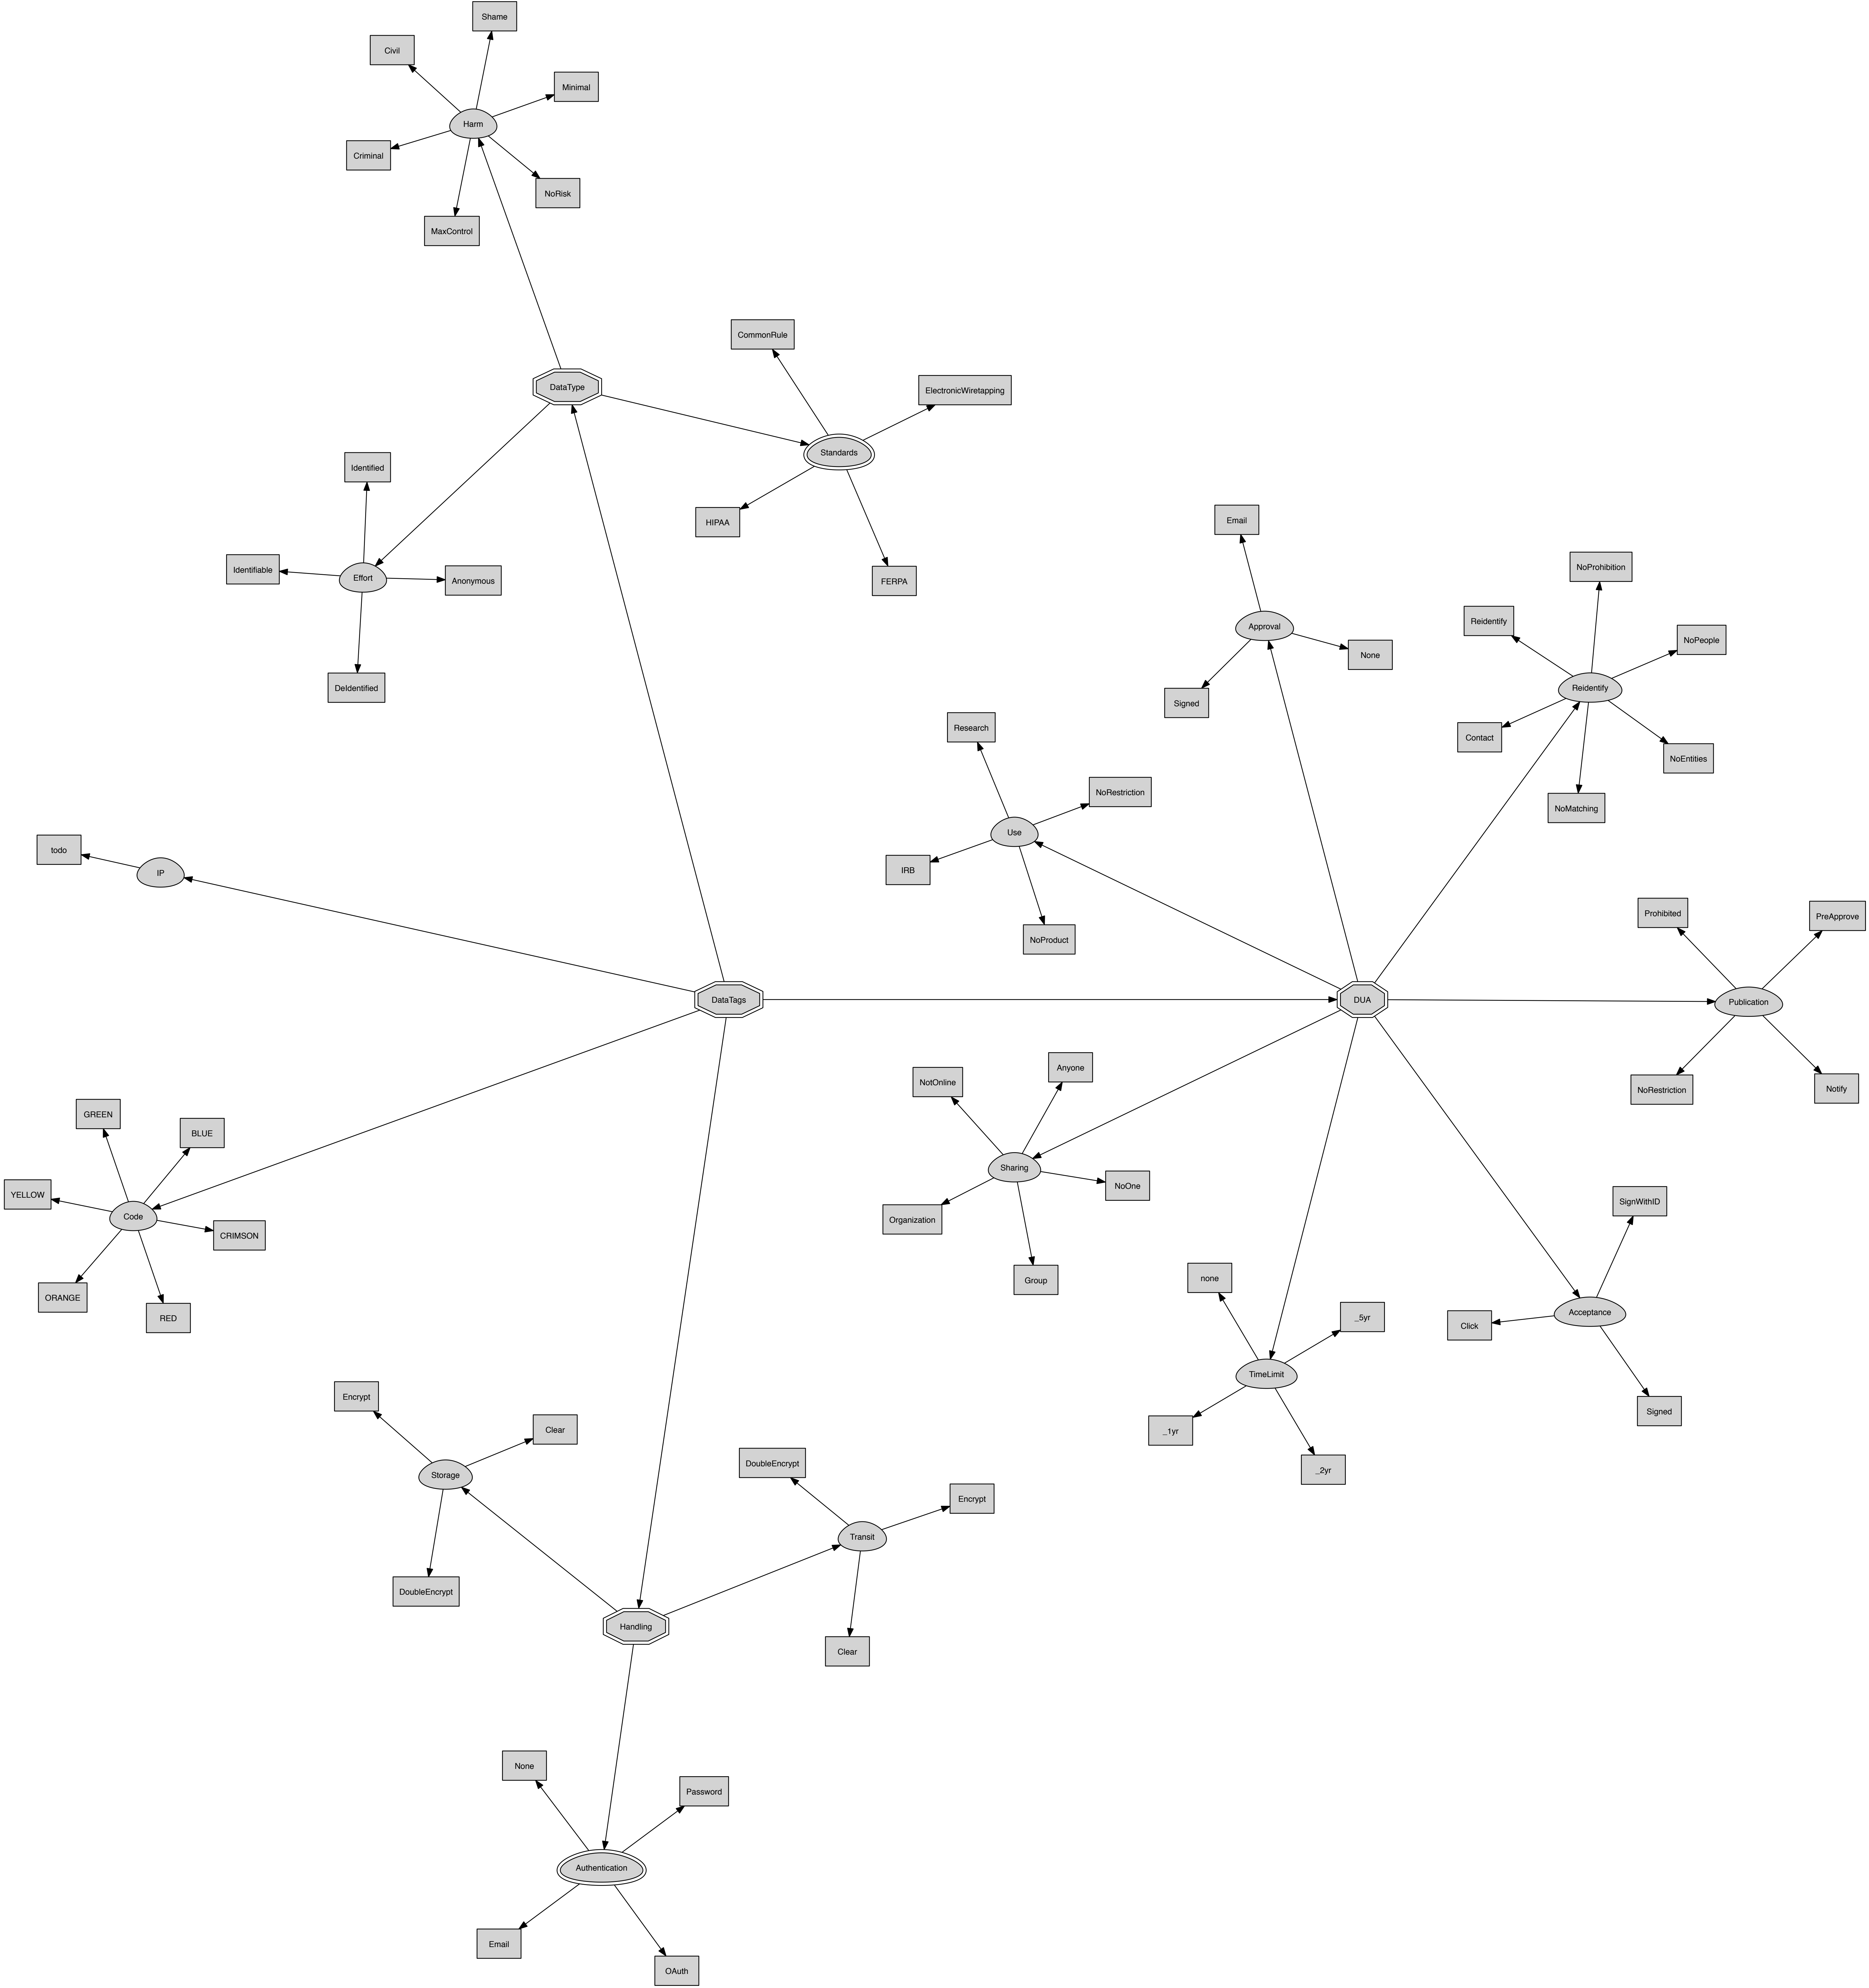 Shame
Civil
Minimal
Harm
Criminal
NoRisk
MaxControl
CommonRule
DataType
ElectronicWiretapping
Standards
Identified
HIPAA
Email
Identifiable
Effort
Anonymous
FERPA
NoProhibition
Reidentify
Approval
NoPeople
None
DeIdentified
Signed
Reidentify
Research
Contact
NoEntities
NoRestriction
NoMatching
Use
todo
IP
IRB
NoProduct
Prohibited
PreApprove
DataTags
DUA
Publication
NotOnline
Anyone
NoRestriction
Notify
GREEN
BLUE
Sharing
YELLOW
NoOne
SignWithID
Code
CRIMSON
Organization
Group
none
ORANGE
RED
_5yr
Click
Acceptance
TimeLimit
Encrypt
Clear
_1yr
Signed
Storage
DoubleEncrypt
_2yr
Encrypt
Transit
DoubleEncrypt
Handling
Clear
None
Password
Authentication
Email
OAuth